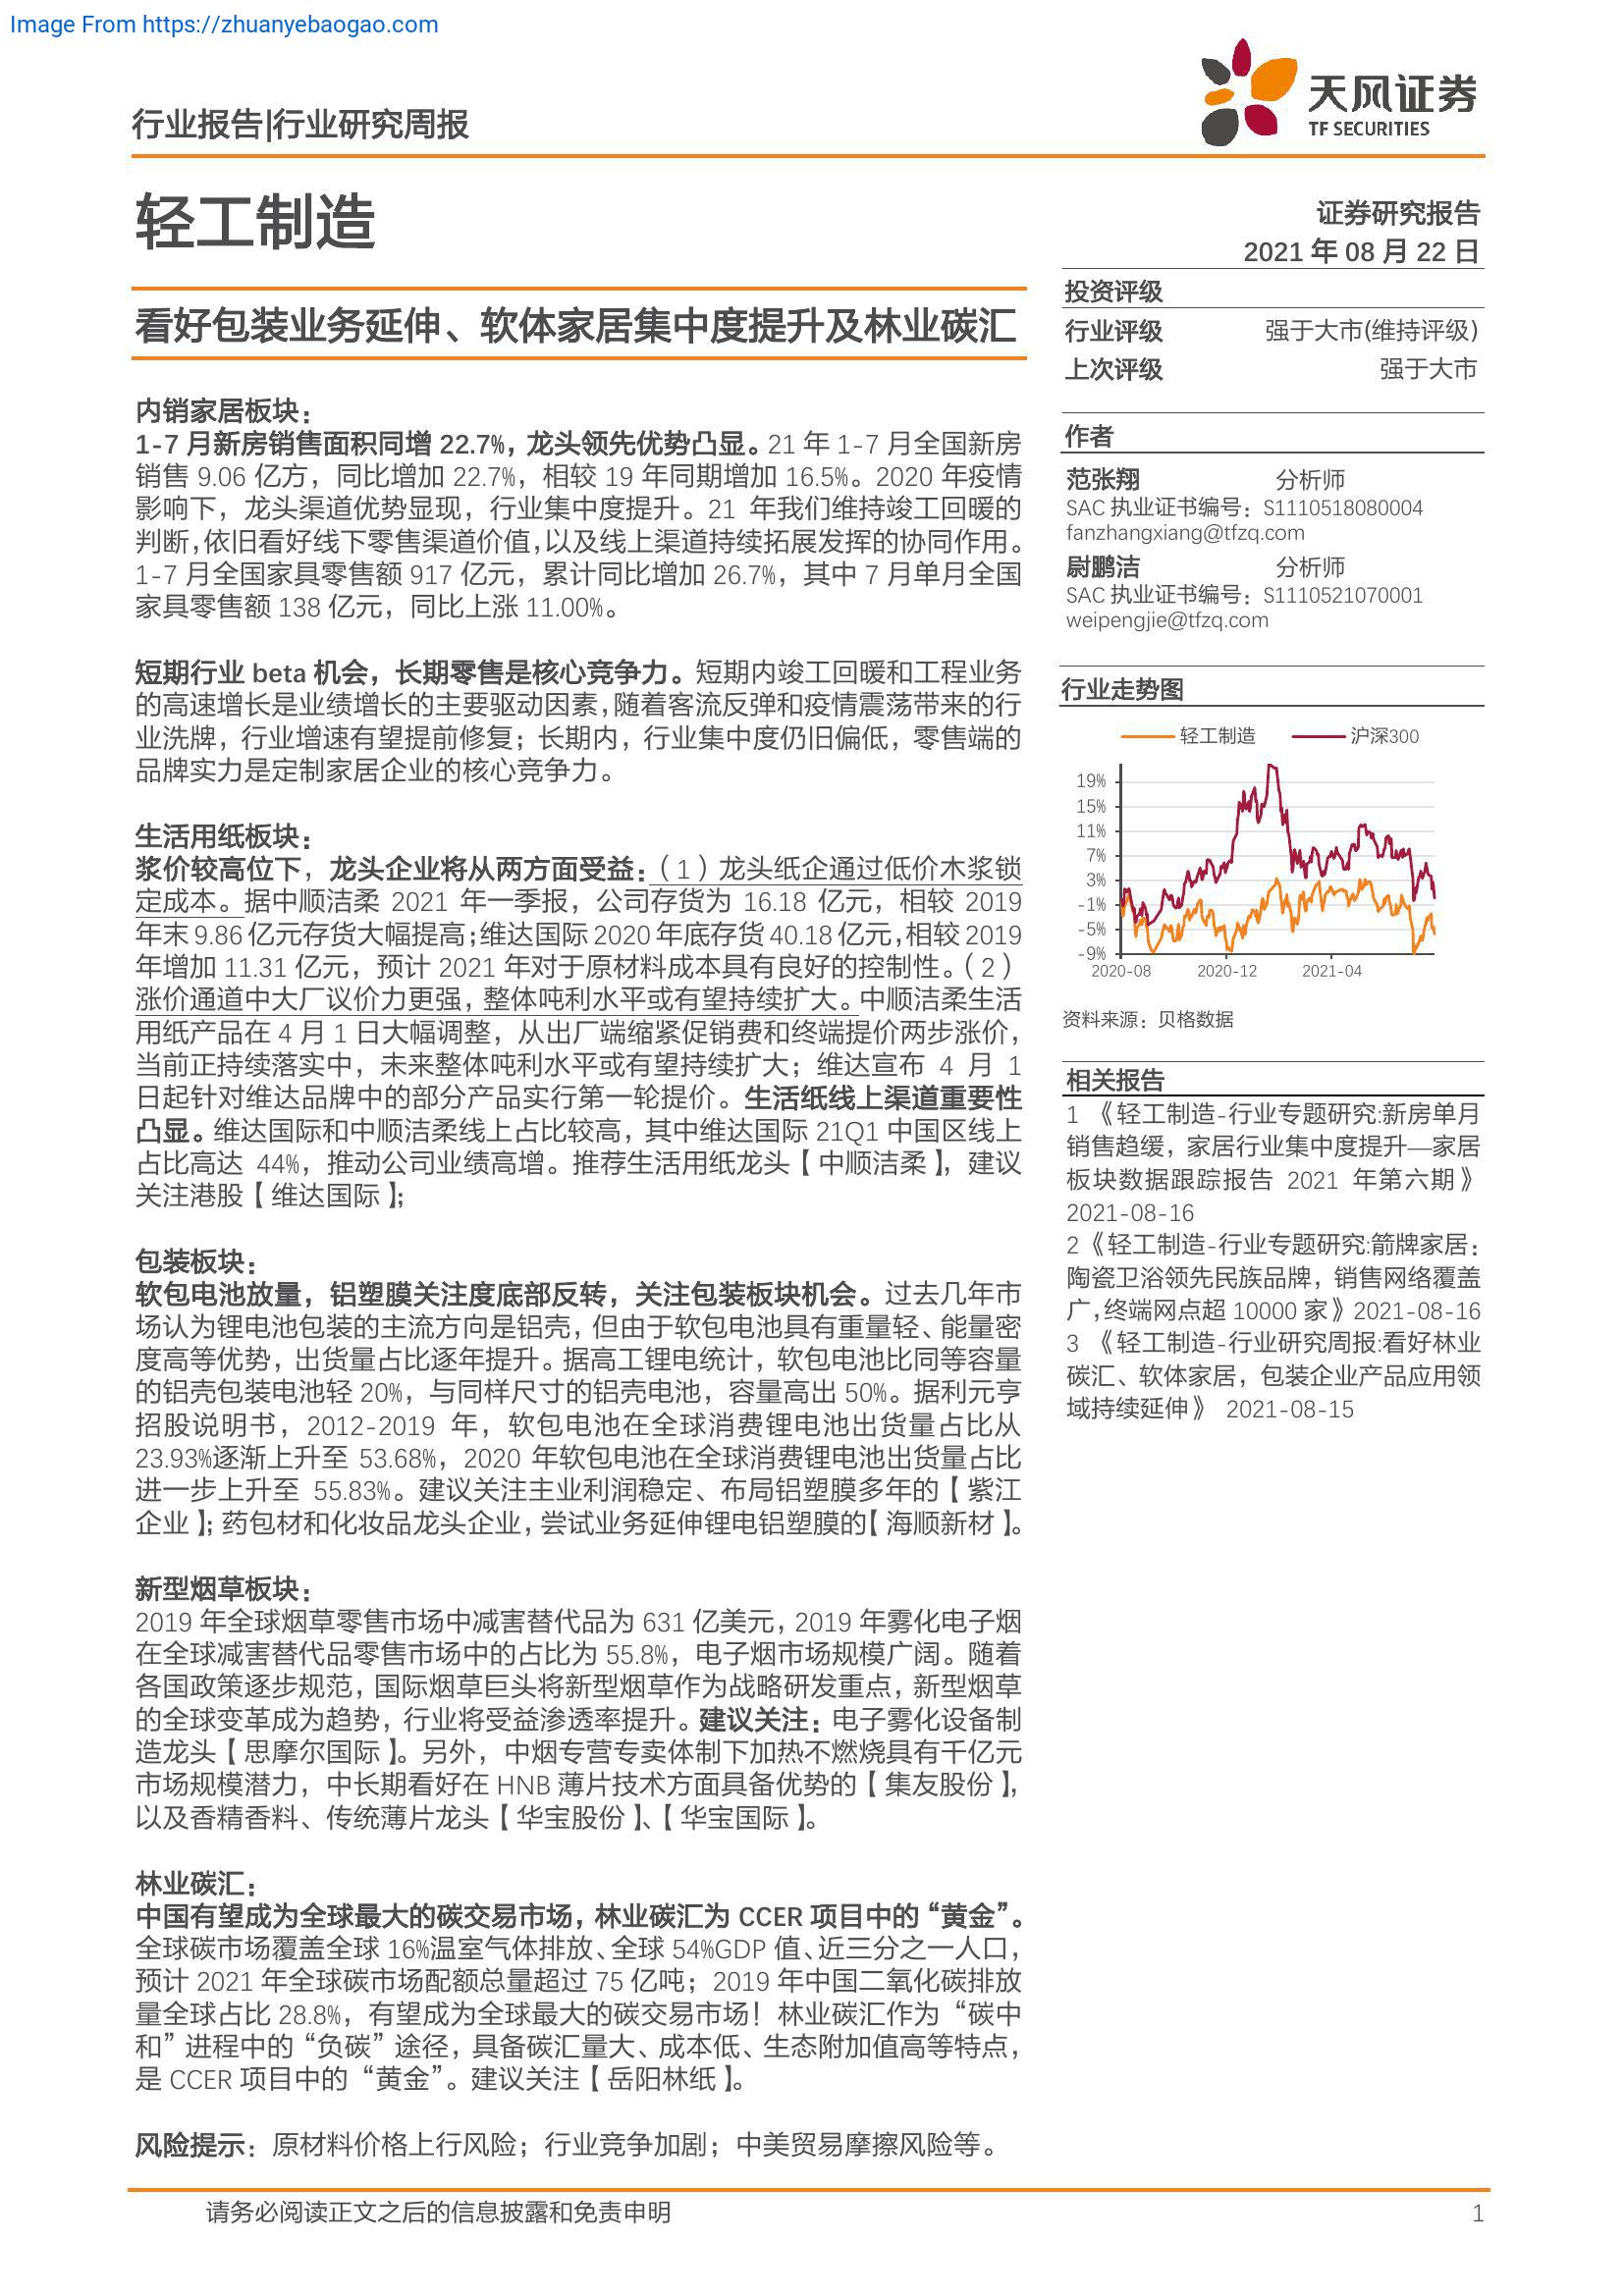 Image From https://zhuanyebaogao.com
行业报告|行业研究周报
天风证券
TF SECURITIES
轻工制造
证券研究报告
2021 年 08 月 22 日
看好包装业务延伸、软体家居集中度提升及林业碳汇
内销家居板块：
1-7 月新房销售面积同增 22.7%，龙头领先优势凸显。21 年 1-7 月全国新房
销售 9.06 亿方，同比增加 22.7%，相较 19 年同期增加 16.5%。2020 年疫情
影响下，龙头渠道优势显现，行业集中度提升。21 年我们维持竣工回暖的
判断，依旧看好线下零售渠道价值，以及线上渠道持续拓展发挥的协同作用。
1-7 月全国家具零售额 917 亿元，累计同比增加 26.7%，其中 7 月单月全国
家具零售额 138 亿元，同比上涨 11.00%。
短期行业 beta 机会，长期零售是核心竞争力。短期内竣工回暖和工程业务
的高速增长是业绩增长的主要驱动因素，随着客流反弹和疫情震荡带来的行
业洗牌，行业增速有望提前修复；长期内，行业集中度仍旧偏低，零售端的
品牌实力是定制家居企业的核心竞争力。
生活用纸板块：
浆价较高位下，龙头企业将从两方面受益：（1）龙头纸企通过低价木浆锁
定成本。据中顺洁柔 2021 年一季报，公司存货为 16.18 亿元，相较 2019
年末 9.86 亿元存货大幅提高；维达国际 2020 年底存货 40.18 亿元，相较 2019
年增加 11.31 亿元，预计 2021 年对于原材料成本具有良好的控制性。（2）
涨价通道中大厂议价力更强，整体吨利水平或有望持续扩大。中顺洁柔生活
用纸产品在 4 月 1 日大幅调整，从出厂端缩紧促销费和终端提价两步涨价，
当前正持续落实中，未来整体吨利水平或有望持续扩大；维达宣布 4 月 1
日起针对维达品牌中的部分产品实行第一轮提价。生活纸线上渠道重要性
凸显。维达国际和中顺洁柔线上占比较高，其中维达国际 21Q1 中国区线上
占比高达 44%，推动公司业绩高增。推荐生活用纸龙头【中顺洁柔】，建议
关注港股【维达国际】；
包装板块：
软包电池放量，铝塑膜关注度底部反转，关注包装板块机会。过去几年市
场认为锂电池包装的主流方向是铝壳，但由于软包电池具有重量轻、能量密
度高等优势，出货量占比逐年提升。据高工锂电统计，软包电池比同等容量
的铝壳包装电池轻 20%，与同样尺寸的铝壳电池，容量高出 50%。据利元亨
招股说明书，2012-2019 年，软包电池在全球消费锂电池出货量占比从
23.93%逐渐上升至 53.68%，2020 年软包电池在全球消费锂电池出货量占比
进一步上升至 55.83%。建议关注主业利润稳定、布局铝塑膜多年的【紫江
企业】；药包材和化妆品龙头企业，尝试业务延伸锂电铝塑膜的【海顺新材】。
新型烟草板块：
2019 年全球烟草零售市场中减害替代品为 631 亿美元，2019 年雾化电子烟
在全球减害替代品零售市场中的占比为 55.8%，电子烟市场规模广阔。随着
各国政策逐步规范，国际烟草巨头将新型烟草作为战略研发重点，新型烟草
的全球变革成为趋势，行业将受益渗透率提升。建议关注：电子雾化设备制
造龙头【思摩尔国际】。另外，中烟专营专卖体制下加热不燃烧具有千亿元
市场规模潜力，中长期看好在 HNB 薄片技术方面具备优势的【集友股份】，
以及香精香料、传统薄片龙头【华宝股份】、【华宝国际】。
林业碳汇：
中国有望成为全球最大的碳交易市场，林业碳汇为 CCER 项目中的“黄金”。
全球碳市场覆盖全球 16%温室气体排放、全球 54%GDP 值、近三分之一人口，
预计 2021 年全球碳市场配额总量超过 75 亿吨；2019 年中国二氧化碳排放
量全球占比 28.8%，有望成为全球最大的碳交易市场！林业碳汇作为“碳中
和”进程中的“负碳”途径，具备碳汇量大、成本低、生态附加值高等特点，
是 CCER 项目中的“黄金”。建议关注【岳阳林纸】。
风险提示：原材料价格上行风险；行业竞争加剧；中美贸易摩擦风险等。
投资评级
行业评级 强于大市(维持评级)
上次评级 强于大市
作者
范张翔 分析师
SAC 执业证书编号：S1110518080004
fanzhangxiang@tfzq.com
尉鹏洁 分析师
SAC 执业证书编号：S1110521070001
weipengjie@tfzq.com
行业走势图
轻工制造 沪深300
19%
15%
11%
7%
3%
-1%
-5%
-9%
2020-08 2020-12 2021-04
资料来源：贝格数据
相关报告
1 《轻工制造-行业专题研究:新房单月
销售趋缓，家居行业集中度提升—家居
板块数据跟踪报告 2021 年第六期》
2021-08-16
2《轻工制造-行业专题研究:箭牌家居：
陶瓷卫浴领先民族品牌，销售网络覆盖
广，终端网点超 10000 家》2021-08-16
3 《轻工制造-行业研究周报:看好林业
碳汇、软体家居，包装企业产品应用领
域持续延伸》 2021-08-15
请务必阅读正文之后的信息披露和免责申明
1